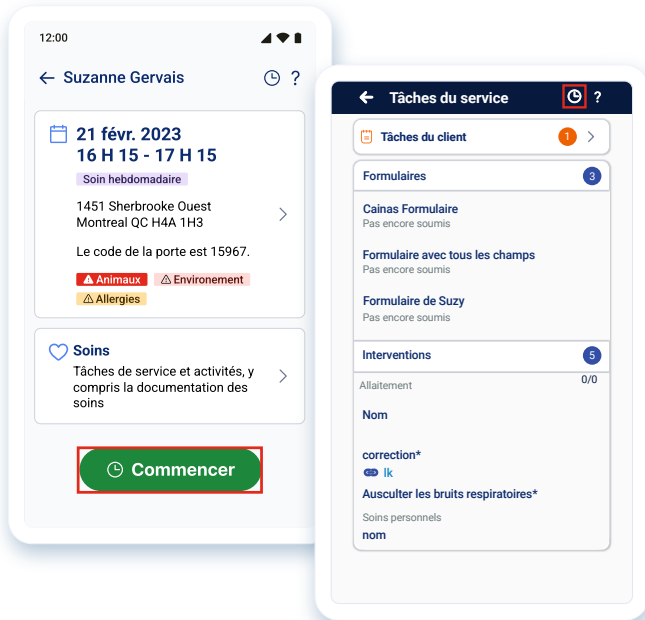 12:00
Suzanne Gervais
?
21 févr. 2023
16 H 15 - 17 H 15
Soin hebdomadaire
1451 Sherbrooke Ouest
Montreal QC H4A 1H3
Le code de la porte est 15967.
Animaux
Environement
Allergies
Soins
Tâches de service et activités, y
compris la documentation des
soins
Commencer
Tâches du service
?
Tâches du client
1
Formulaires
3
Cainas Formulaire
Pas encore soumis
Formulaire avec tous les champs
Pas encore soumis
Formulaire de Suzy
Pas encore soumis
Interventions
5
Allaitement
0/0
Nom
correction*
lk
Ausculter les bruits respiratoires*
Soins personnels
nom